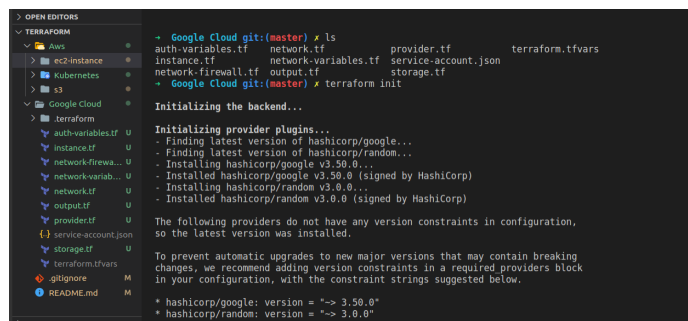 OPEN EDITORS
TERRAFORM
Aws
ec2-instance
Kubernetes
s3
Google Cloud
.terraform
auth-variables.tf U
instance.tf U
network-firewa... U
network-variab... U
network.tf U
output.tf U
provider.tf U
{..} service-account.json
storage.tf U
terraform.tfvars
.gitignore M
README.md M
→ Google Cloud git:(master) ✗ ls
auth-variables.tf network.tf provider.tf terraform.tfvars
instance.tf network-variables.tf service-account.json
network-firewall.tf output.tf storage.tf
→ Google Cloud git:(master) ✗ terraform init
Initializing the backend...
Initializing provider plugins...
- Finding latest version of hashicorp/google...
- Finding latest version of hashicorp/random...
- Installing hashicorp/google v3.50.0...
- Installed hashicorp/google v3.50.0 (signed by HashiCorp)
- Installing hashicorp/random v3.0.0...
- Installed hashicorp/random v3.0.0 (signed by HashiCorp)
The following providers do not have any version constraints in configuration,
so the latest version was installed.
To prevent automatic upgrades to new major versions that may contain breaking
changes, we recommend adding version constraints in a required_providers block
in your configuration, with the constraint strings suggested below.
* hashicorp/google: version = "~> 3.50.0"
* hashicorp/random: version = "~> 3.0.0"